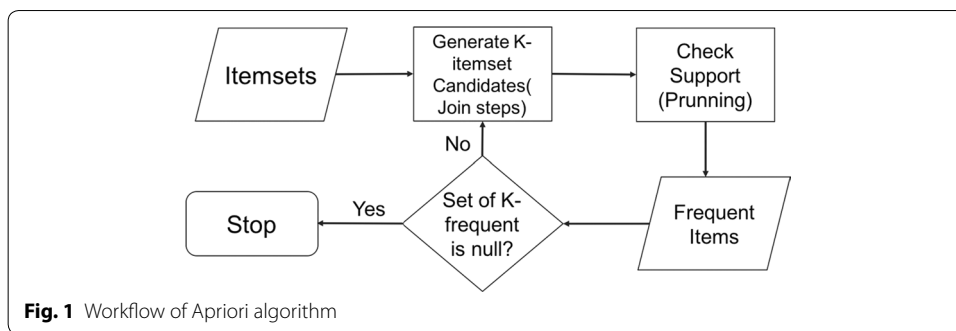 Itemsets
Generate K-
itemset
Candidates(
Join steps)
Check
Support
(Prunning)
No
Set of K-
frequent
is null?
Yes
Stop
Frequent
Items
Fig. 1 Workflow of Apriori algorithm